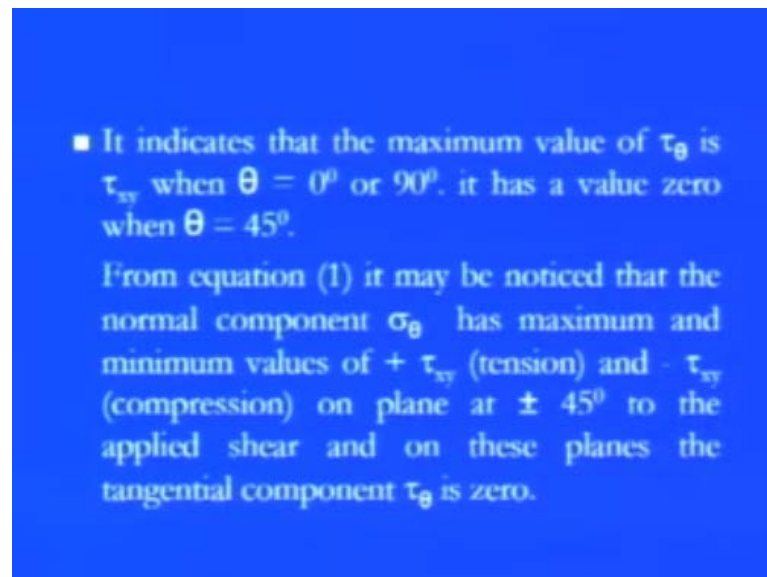 ▪ It indicates that the maximum value of τθ is
τxy when θ = 0⁰ or 90⁰. it has a value zero
when θ = 45⁰.
From equation (1) it may be noticed that the
normal component σθ has maximum and
minimum values of + τxy (tension) and - τxy
(compression) on plane at ± 45⁰ to the
applied shear and on these planes the
tangential component τθ is zero.